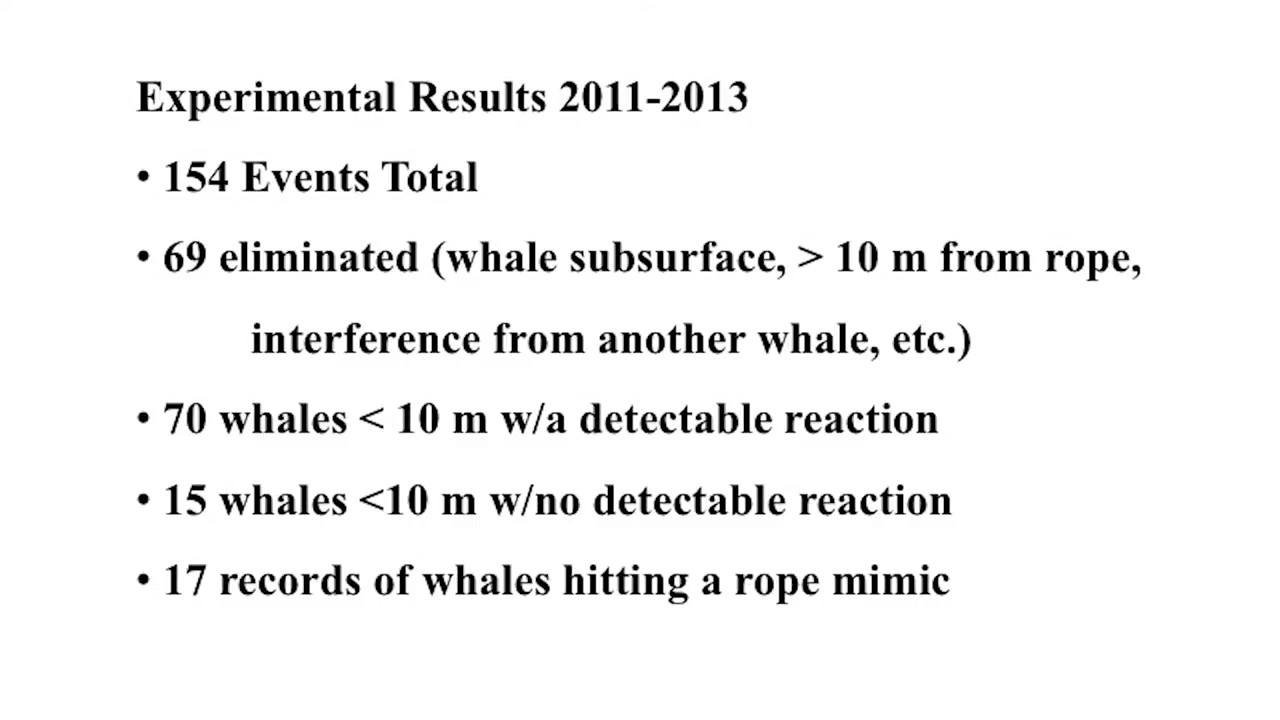 Experimental Results 2011-2013
• 154 Events Total
• 69 eliminated (whale subsurface, > 10 m from rope,
interference from another whale, etc.)
• 70 whales < 10 m w/a detectable reaction
• 15 whales <10 m w/no detectable reaction
• 17 records of whales hitting a rope mimic